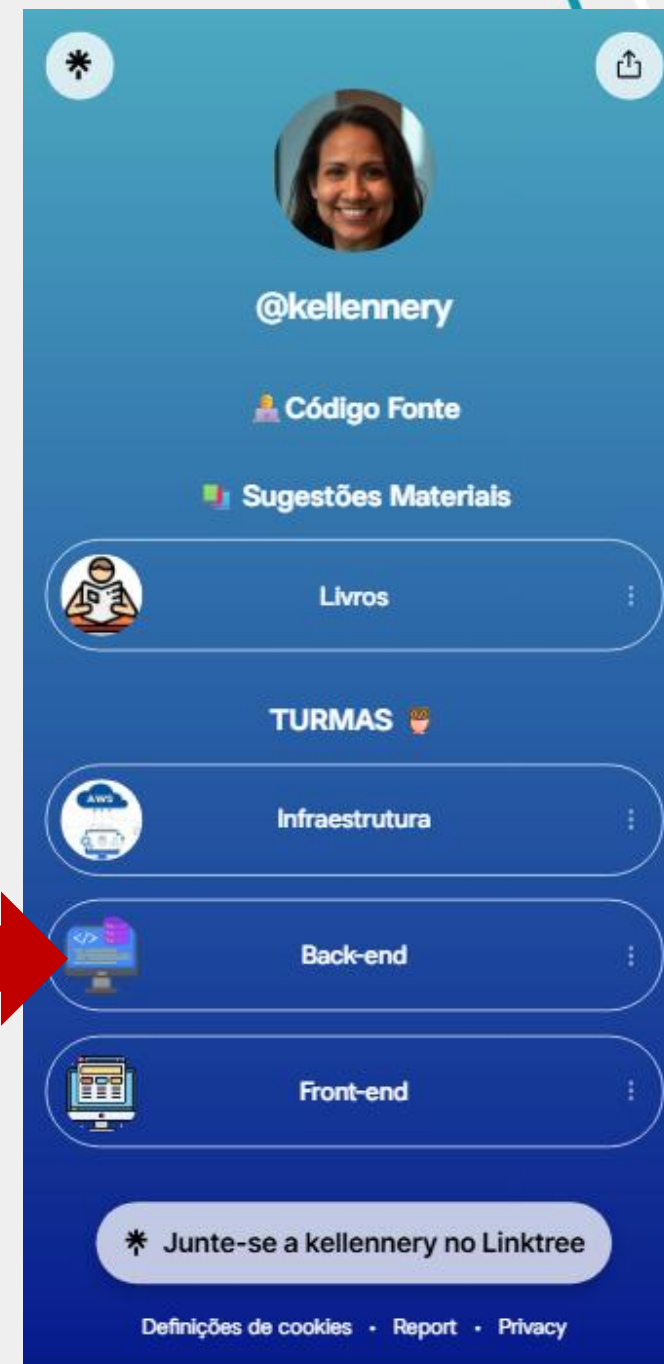 @kellennery
Código Fonte
Sugestões Materiais
Livros
TURMAS
AWS
Infraestrutura
</>
Back-end
Front-end
Junte-se a kellennery no Linktree
Definições de cookies • Report • Privacy